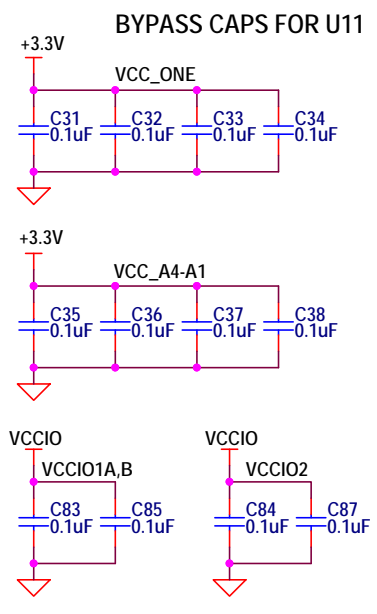 BYPASS CAPS FOR U11
+3.3V
VCC_ONE
C31 C32 C33 C34
0.1uF 0.1uF 0.1uF 0.1uF
+3.3V
VCC_A4-A1
C35 C36 C37 C38
0.1uF 0.1uF 0.1uF 0.1uF
VCCIO VCCIO
VCCIO1A,B VCCIO2
C83 C85 C84 C87
0.1uF 0.1uF 0.1uF 0.1uF